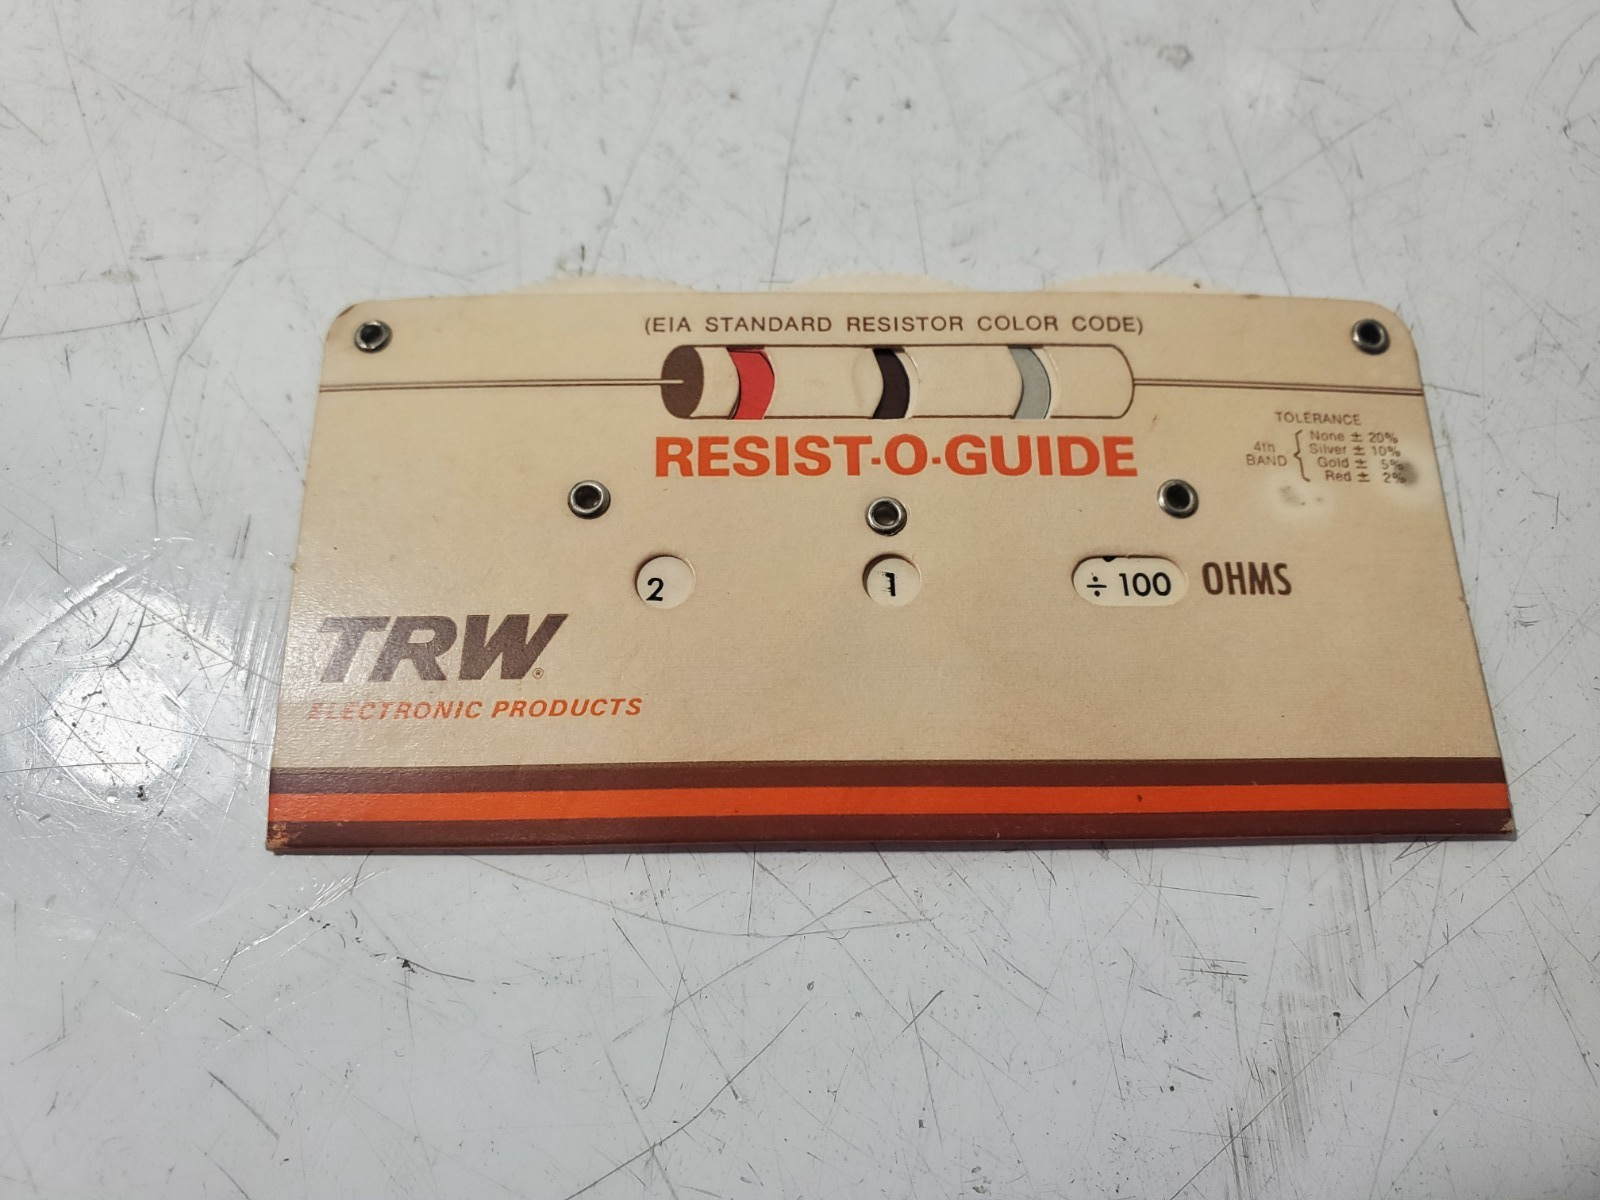 (EIA STANDARD RESISTOR COLOR CODE)
RESIST-O-GUIDE
TOLERANCE
4th
BAND
None ± 20%
Silver ± 10%
Gold ± 5%
Red ± 2%
2
1
÷ 100
OHMS
TRW®
ELECTRONIC PRODUCTS